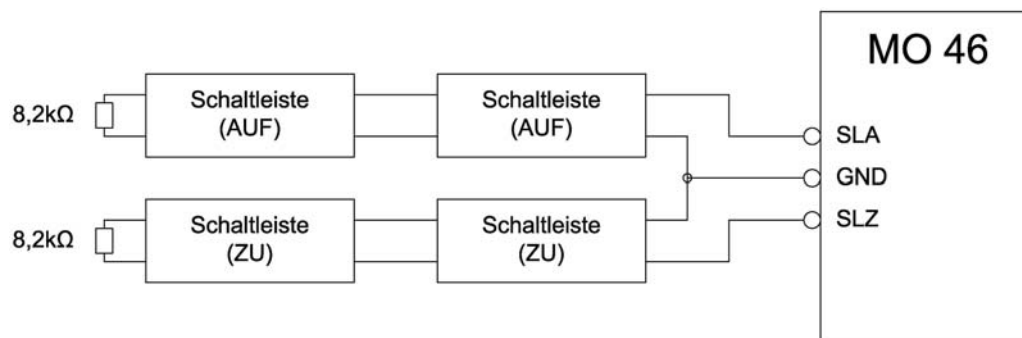 MO 46
8,2kΩ
Schaltleiste
(AUF)
Schaltleiste
(AUF)
SLA
GND
SLZ
8,2kΩ
Schaltleiste
(ZU)
Schaltleiste
(ZU)